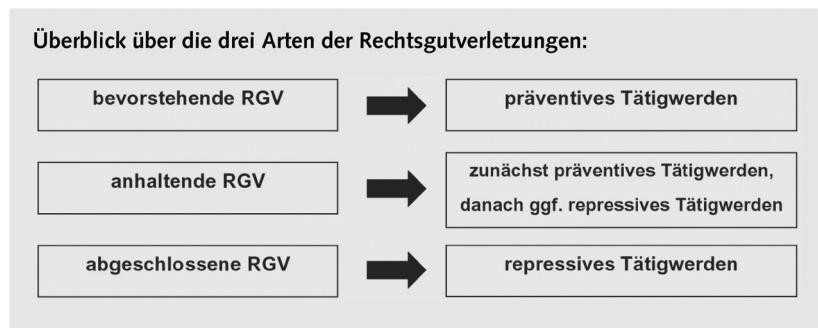 Überblick über die drei Arten der Rechtsgutverletzungen:
bevorstehende RGV
präventives Tätigwerden
anhaltende RGV
zunächst präventives Tätigwerden,
danach ggf. repressives Tätigwerden
abgeschlossene RGV
repressives Tätigwerden